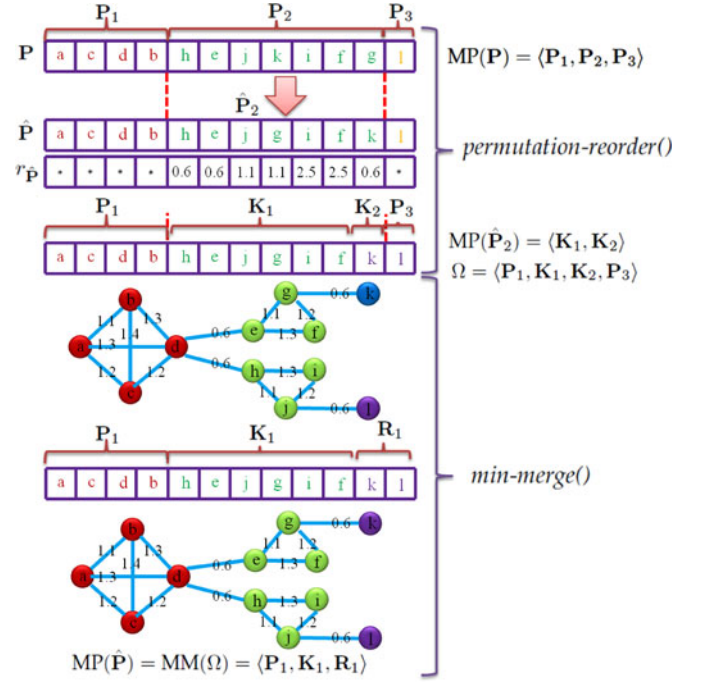 P₁ P₂ P₃
P a c d b h e j k i f g l
MP(P) = ⟨P₁, P₂, P₃⟩
P̂₂
P̂ a c d b h e j g i f k l
permutation-reorder()
r_P̂ * * * * 0.6 0.6 1.1 1.1 2.5 2.5 0.6 *
P₁ K₁ K₂ P₃
MP(P̂₂) = ⟨K₁, K₂⟩
a c d b h e j g i f k l
Ω = ⟨P₁, K₁, K₂, P₃⟩
g 0.6 k
b 1.1 1.2
1.1 1.3 e 1.3 f
1.4 0.6
a 1.3 d
0.6 h 1.3 i
1.2 1.2 1.1 1.2
c j 0.6 l
P₁ K₁ R₁
a c d b h e j g i f k l
min-merge()
g 0.6 k
b 1.1 1.2
1.1 1.3 e 1.3 f
1.4 0.6
a 1.3 d
0.6 h 1.3 i
1.2 1.2 1.1 1.2
c j 0.6 l
MP(P̂) = MM(Ω) = ⟨P₁, K₁, R₁⟩